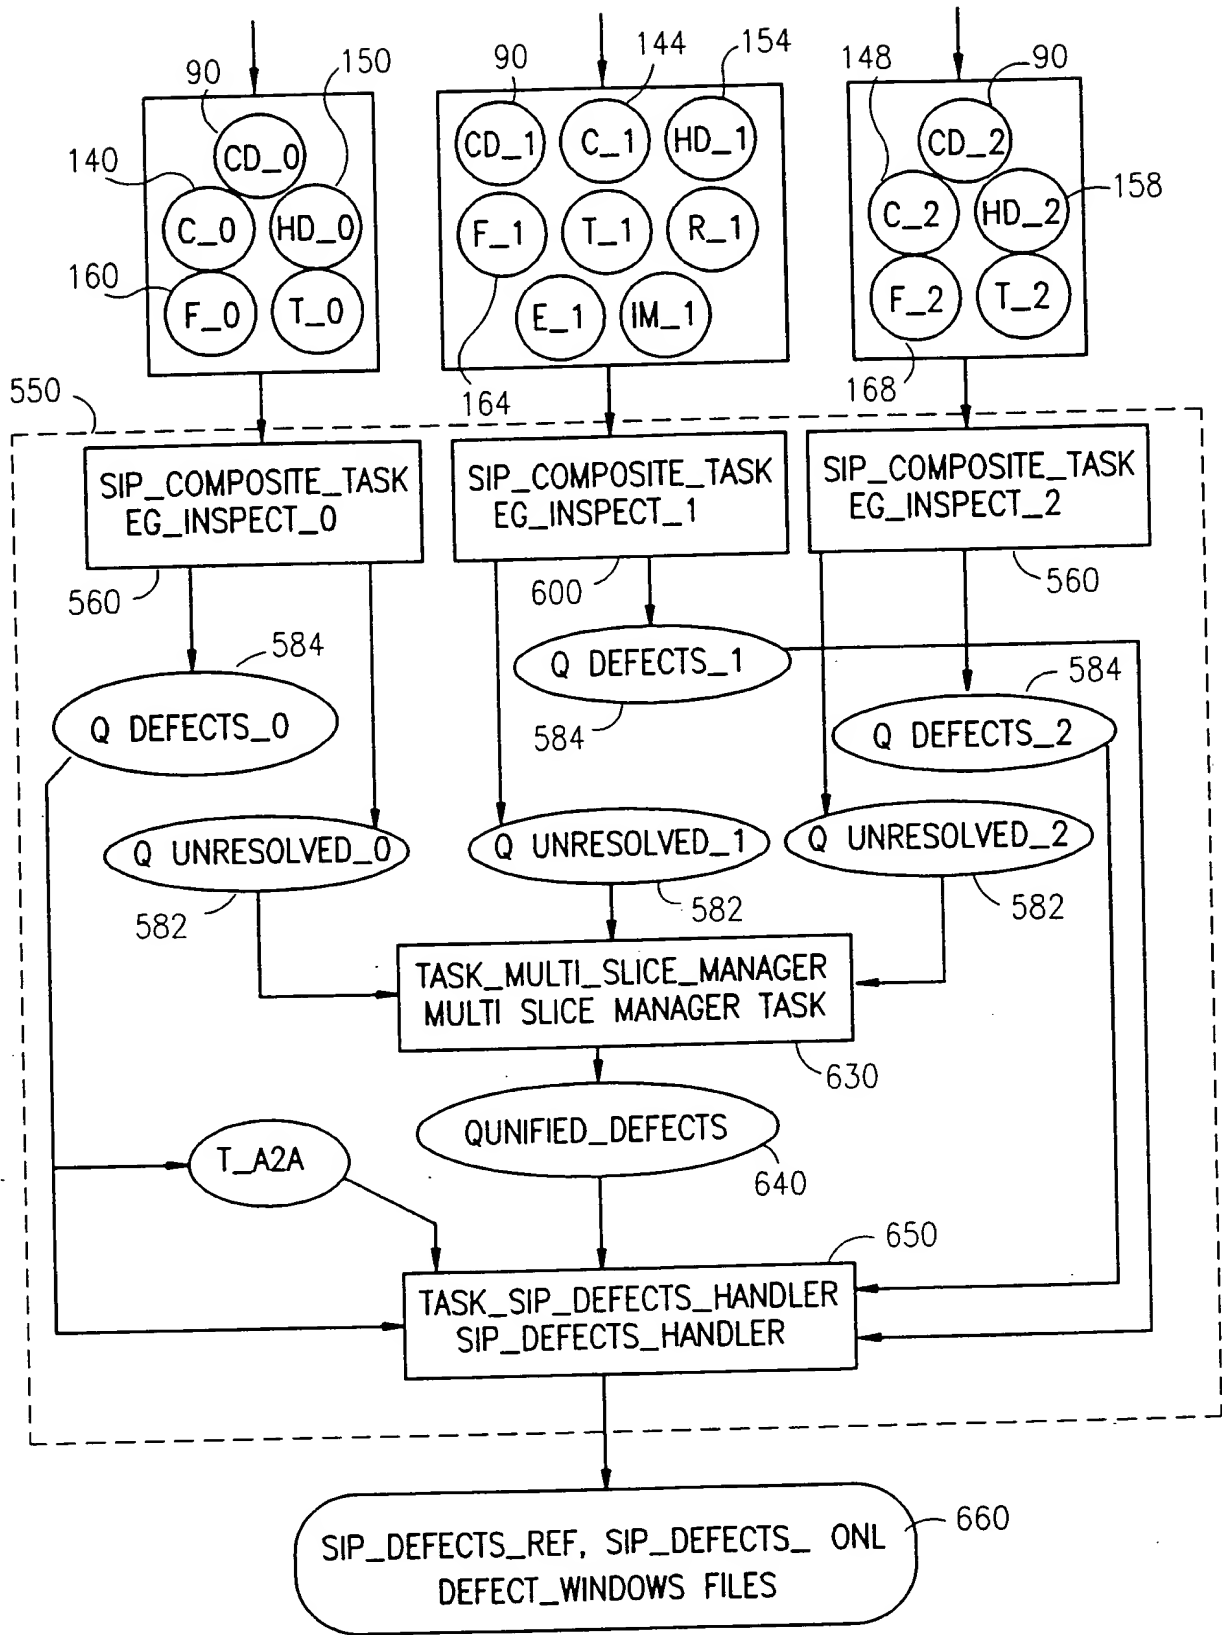 90
150
90
144
154
148
90
CD_0
CD_1
C_1
HD_1
CD_2
140
C_0
HD_0
F_1
T_1
R_1
C_2
HD_2
158
160
F_0
T_0
E_1
IM_1
F_2
T_2
550
164
168
SIP_COMPOSITE_TASK
EG_INSPECT_0
SIP_COMPOSITE_TASK
EG_INSPECT_1
SIP_COMPOSITE_TASK
EG_INSPECT_2
560
600
560
584
Q DEFECTS_0
Q DEFECTS_1
584
584
Q DEFECTS_2
Q UNRESOLVED_0
Q UNRESOLVED_1
Q UNRESOLVED_2
582
582
582
TASK_MULTI_SLICE_MANAGER
MULTI SLICE MANAGER TASK
630
QUNIFIED_DEFECTS
T_A2A
640
650
TASK_SIP_DEFECTS_HANDLER
SIP_DEFECTS_HANDLER
SIP_DEFECTS_REF, SIP_DEFECTS_ ONL
DEFECT_WINDOWS FILES
660